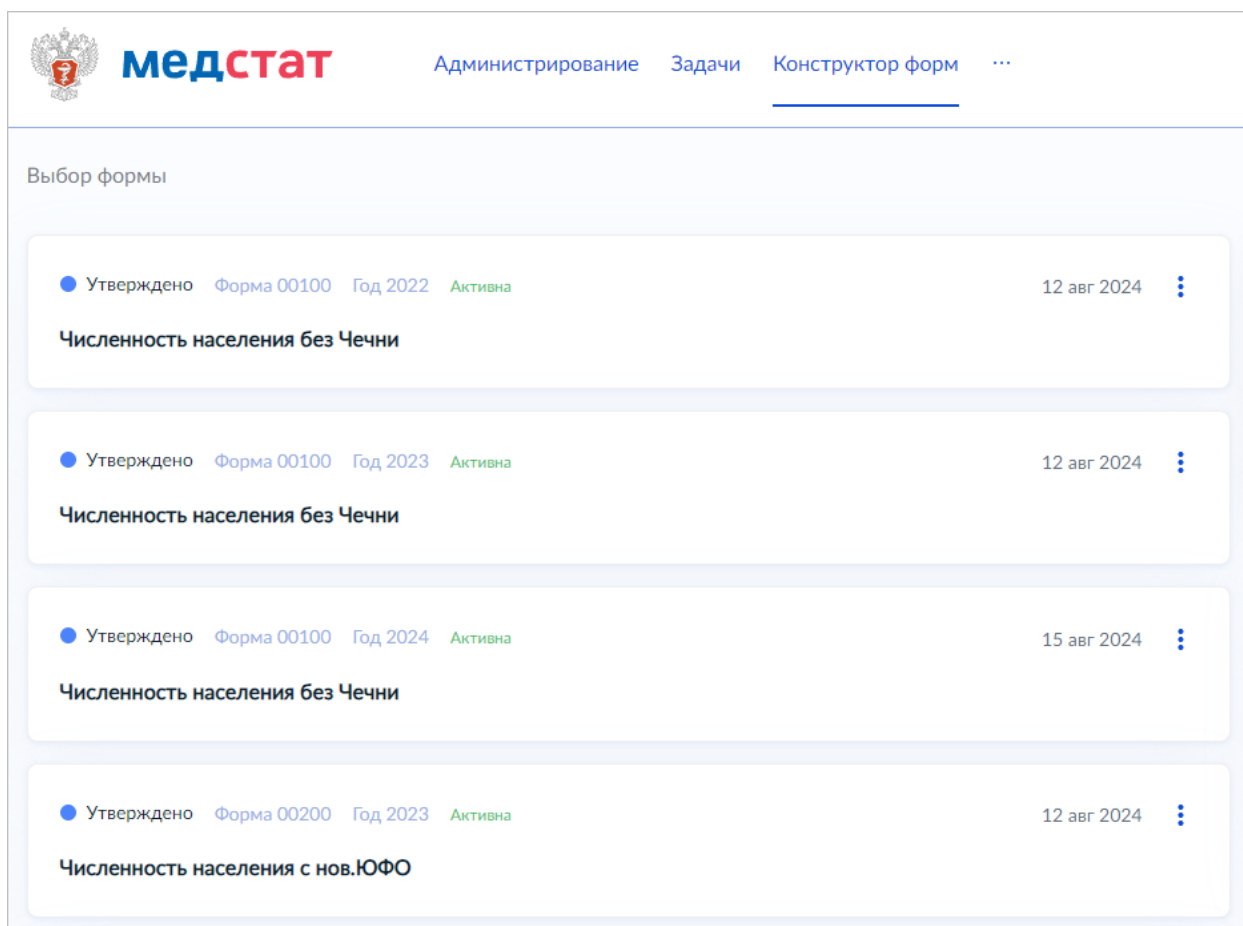 медстат Администрирование Задачи Конструктор форм ...
Выбор формы
Утверждено Форма 00100 Год 2022 Активна 12 авг 2024
Численность населения без Чечни
Утверждено Форма 00100 Год 2023 Активна 12 авг 2024
Численность населения без Чечни
Утверждено Форма 00100 Год 2024 Активна 15 авг 2024
Численность населения без Чечни
Утверждено Форма 00200 Год 2023 Активна 12 авг 2024
Численность населения с нов.ЮФО